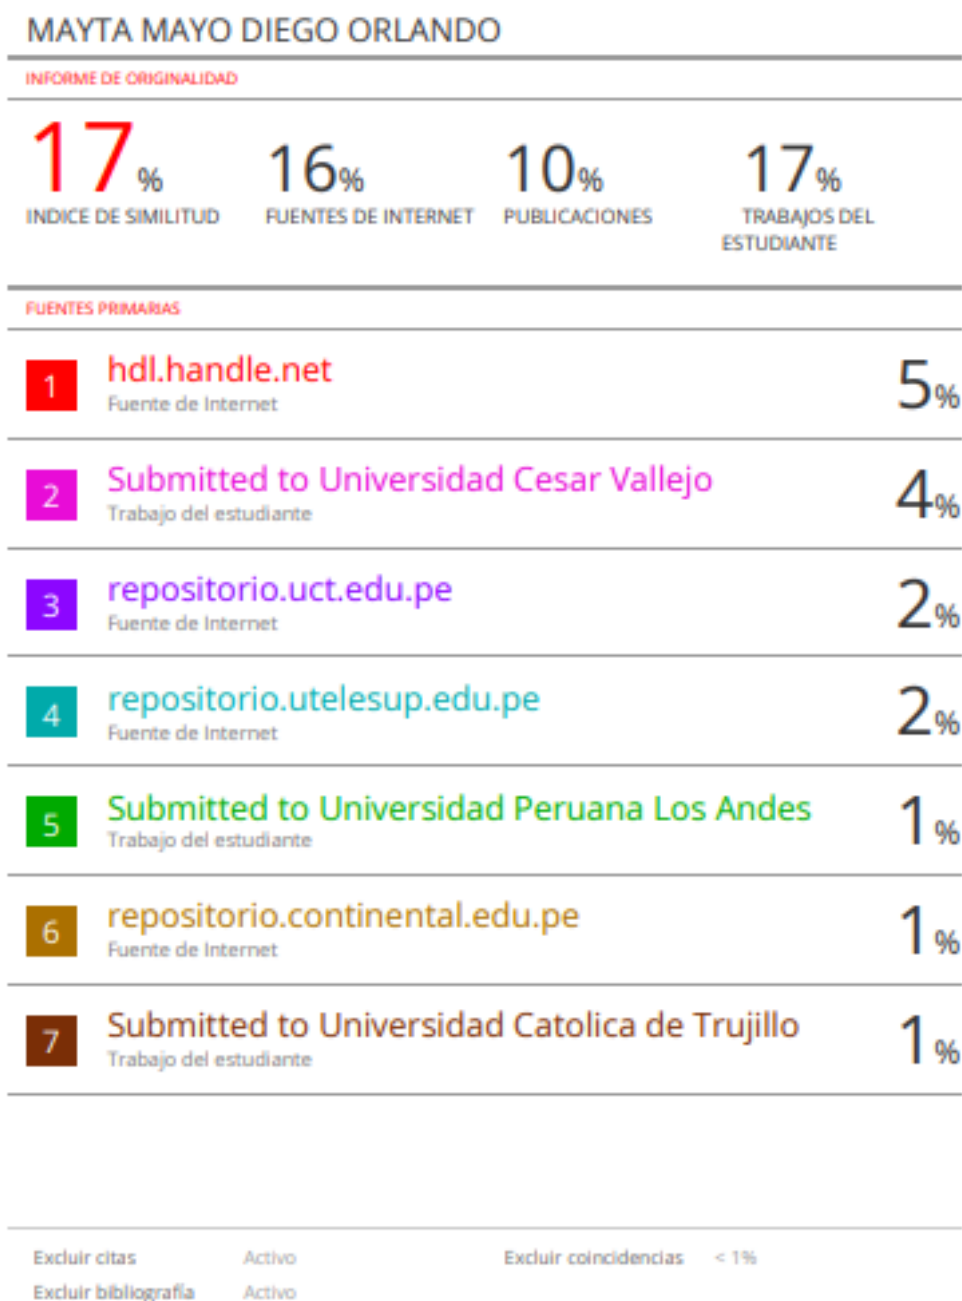 MAYTA MAYO DIEGO ORLANDO
INFORME DE ORIGINALIDAD
17% 16% 10% 17%
INDICE DE SIMILITUD FUENTES DE INTERNET PUBLICACIONES TRABAJOS DEL
ESTUDIANTE
FUENTES PRIMARIAS
1 hdl.handle.net 5%
Fuente de Internet
2 Submitted to Universidad Cesar Vallejo 4%
Trabajo del estudiante
3 repositorio.uct.edu.pe 2%
Fuente de Internet
4 repositorio.utelesup.edu.pe 2%
Fuente de Internet
5 Submitted to Universidad Peruana Los Andes 1%
Trabajo del estudiante
6 repositorio.continental.edu.pe 1%
Fuente de Internet
7 Submitted to Universidad Catolica de Trujillo 1%
Trabajo del estudiante
Excluir citas Activo Excluir coincidencias < 1%
Excluir bibliografía Activo